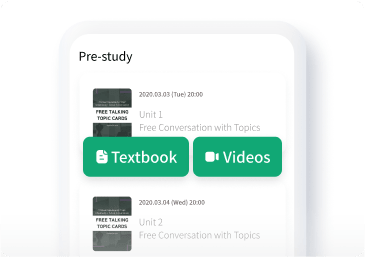 Pre-study
2020.03.03 (Tue) 20:00
FREE TALKING
TOPIC CARDS
Unit 1
Free Conversation with Topics
Textbook
Videos
2020.03.04 (Wed) 20:00
FREE TALKING
TOPIC CARDS
Unit 2
Free Conversation with Topics